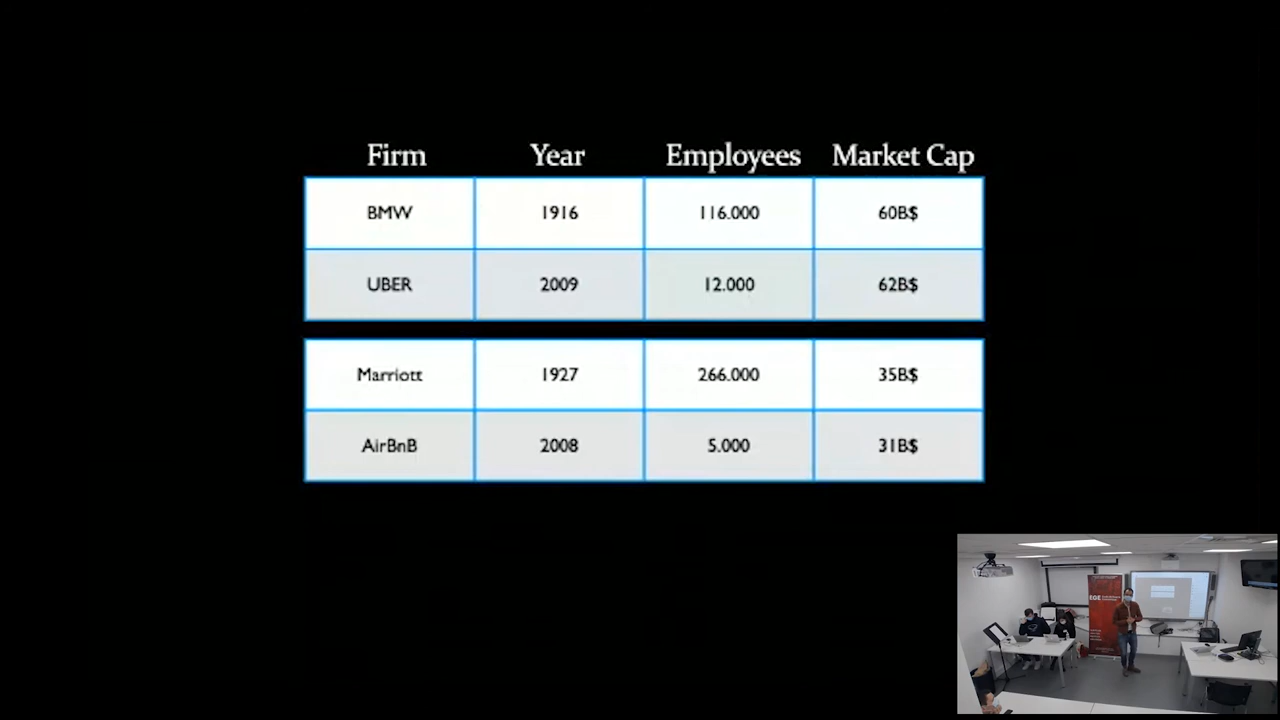 Firm Year Employees Market Cap
BMW 1916 116.000 60B$
UBER 2009 12.000 62B$
Marriott 1927 266.000 35B$
AirBnB 2008 5.000 31B$
EGE